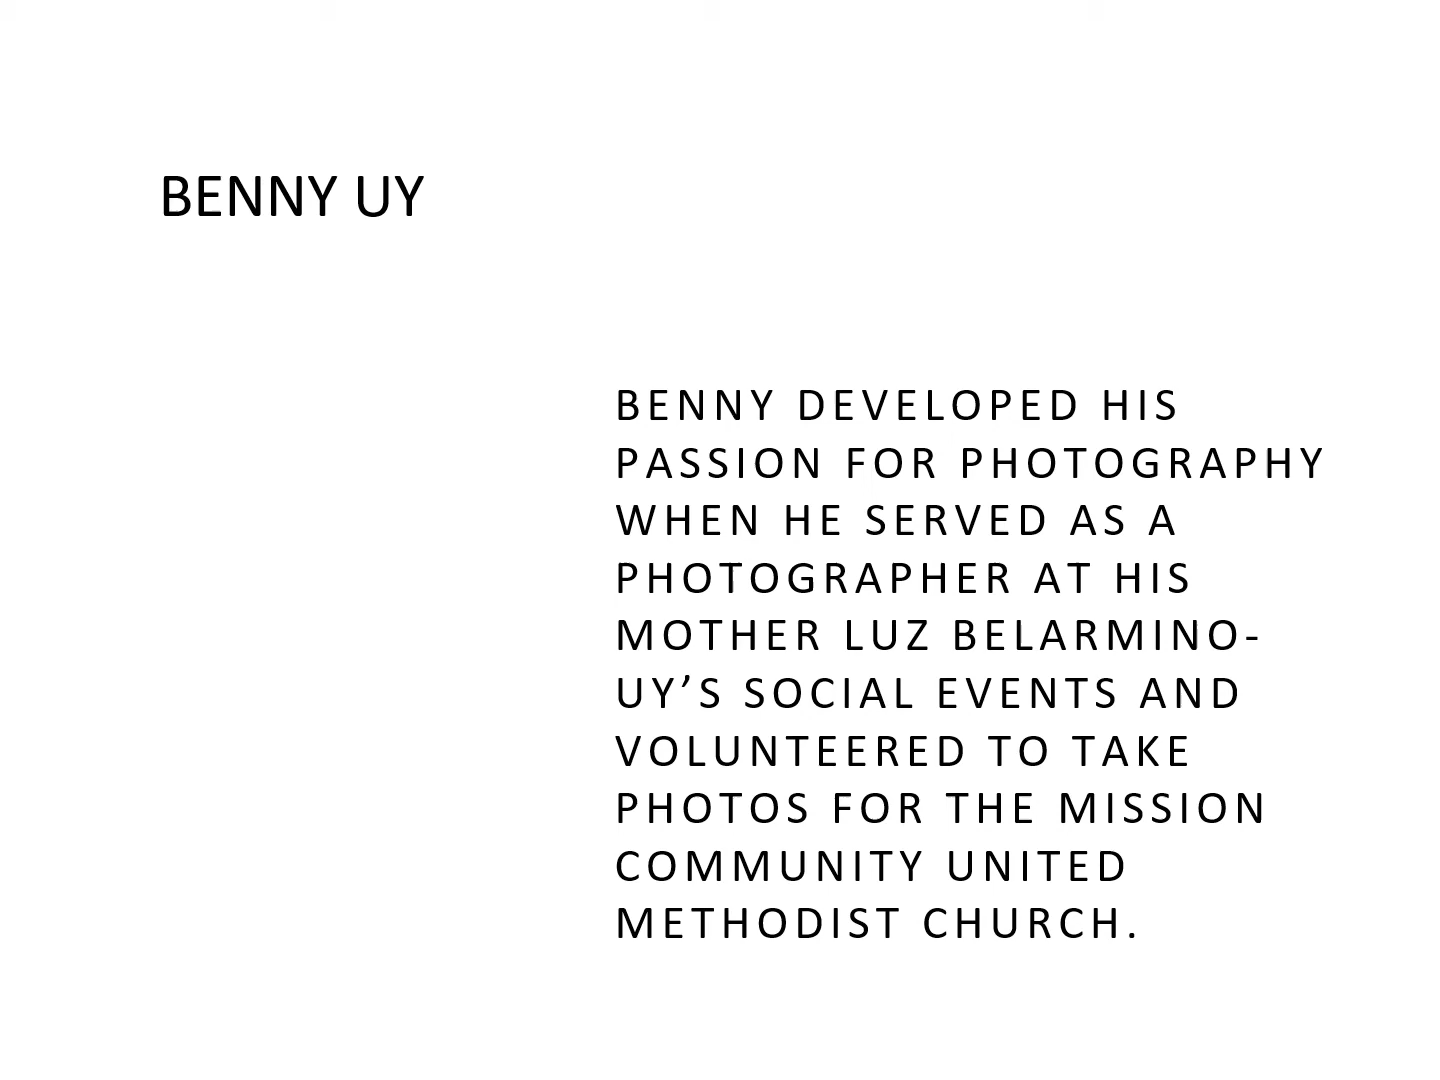 BENNY UY
BENNY DEVELOPED HIS
PASSION FOR PHOTOGRAPHY
WHEN HE SERVED AS A
PHOTOGRAPHER AT HIS
MOTHER LUZ BELARMINO-
UY’S SOCIAL EVENTS AND
VOLUNTEERED TO TAKE
PHOTOS FOR THE MISSION
COMMUNITY UNITED
METHODIST CHURCH.